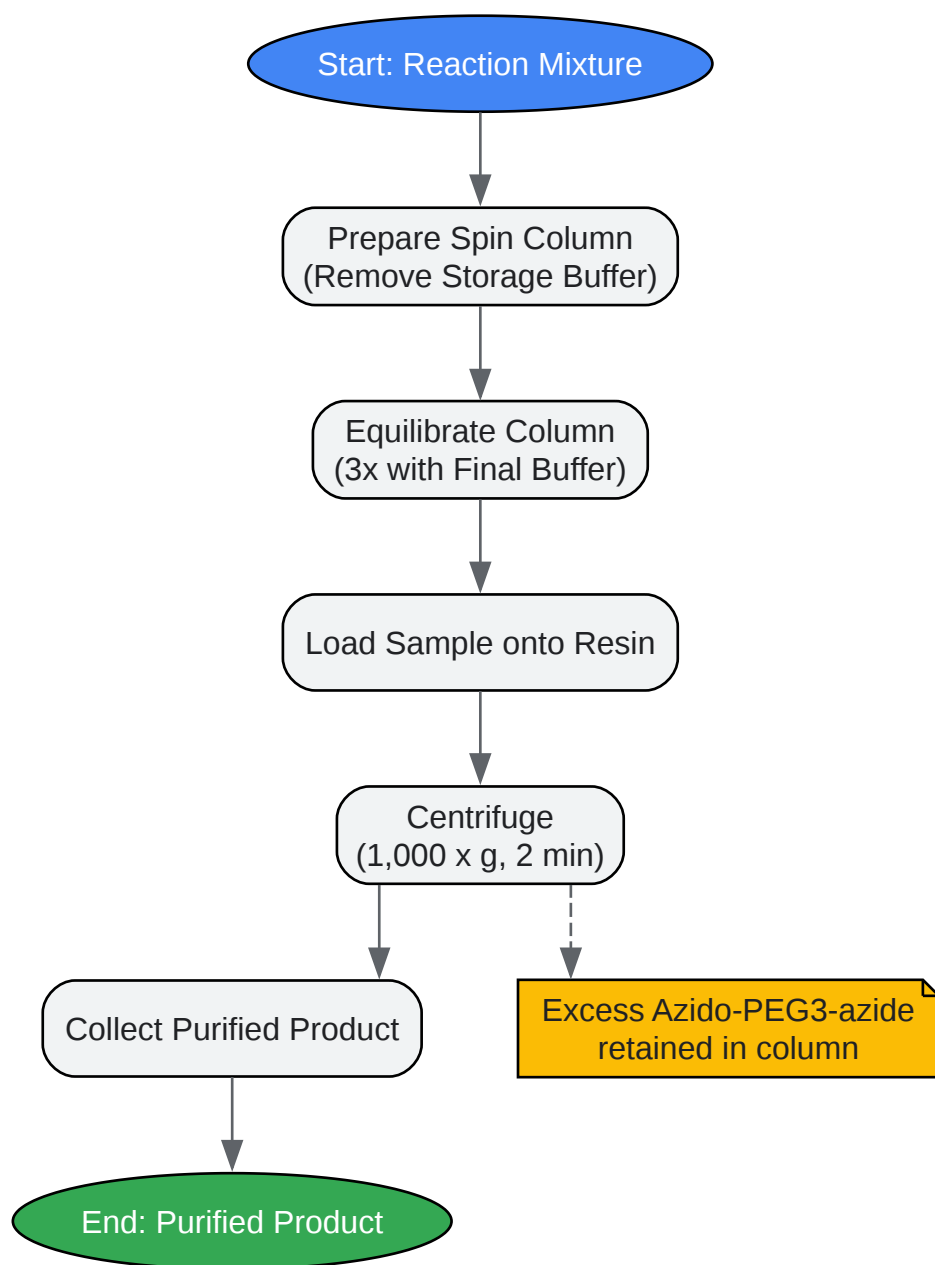 Start: Reaction Mixture
Prepare Spin Column
(Remove Storage Buffer)
Equilibrate Column
(3x with Final Buffer)
Load Sample onto Resin
Centrifuge
(1,000 x g, 2 min)
Collect Purified Product
Excess Azido-PEG3-azide
retained in column
End: Purified Product